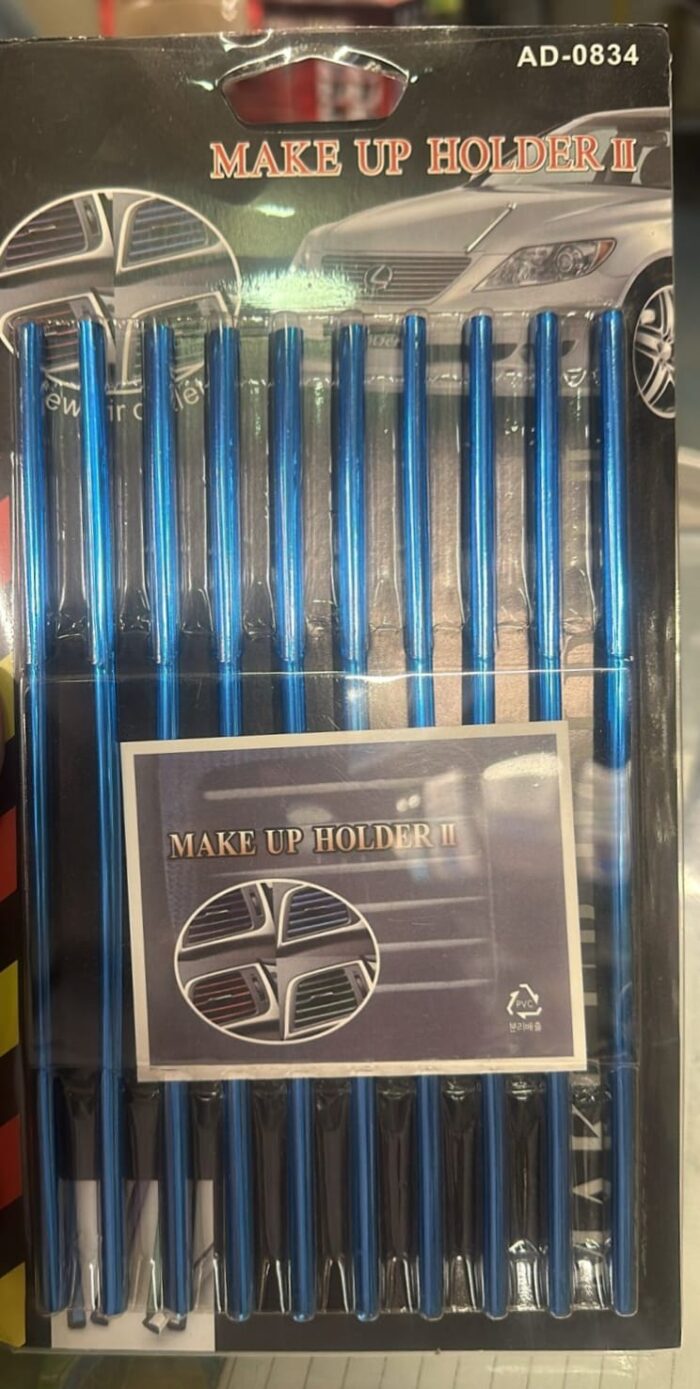 AD-0834
MAKE UP HOLDER II
MAKE UP HOLDER II
PVC
분리배출